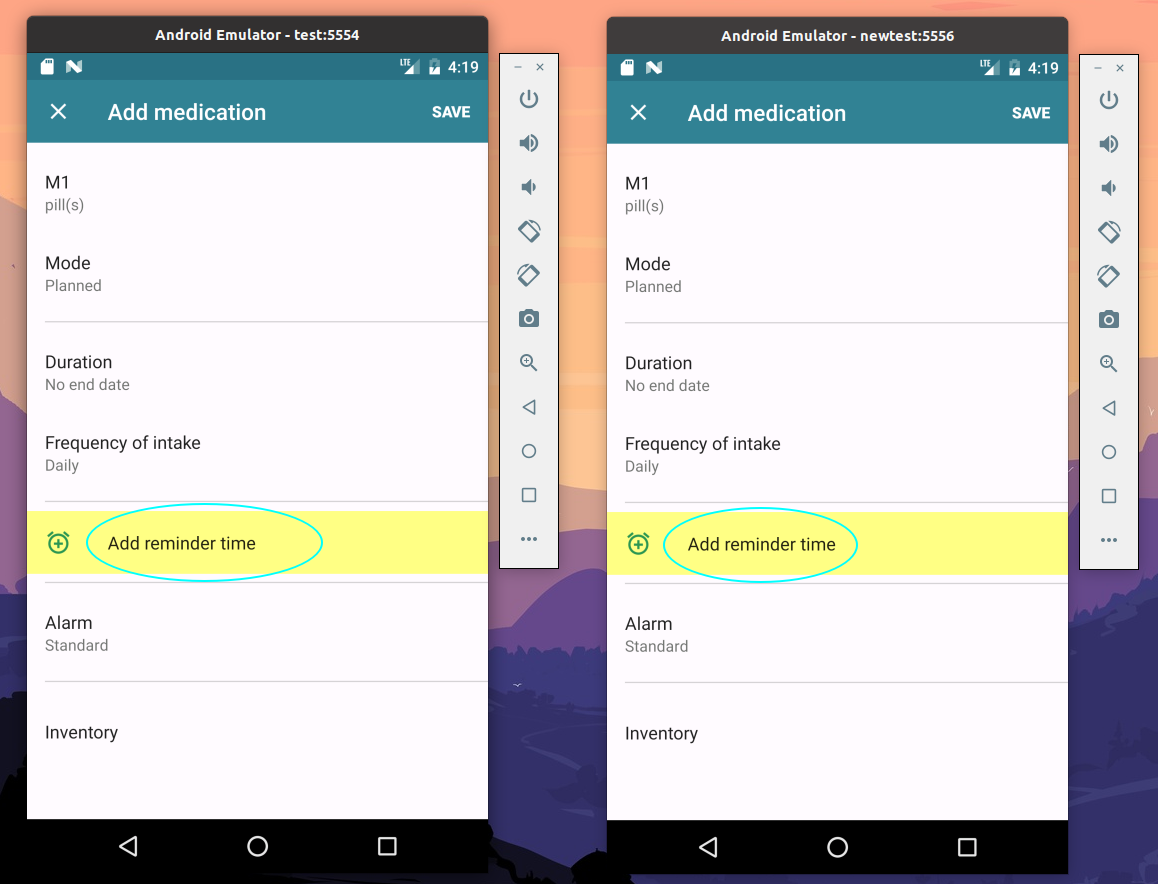 Android Emulator - test:5554
LTE
4:19
Add medication
SAVE
M1
pill(s)
Mode
Planned
Duration
No end date
Frequency of intake
Daily
Add reminder time
Alarm
Standard
Inventory
Android Emulator - newtest:5556
LTE
4:19
Add medication
SAVE
M1
pill(s)
Mode
Planned
Duration
No end date
Frequency of intake
Daily
Add reminder time
Alarm
Standard
Inventory